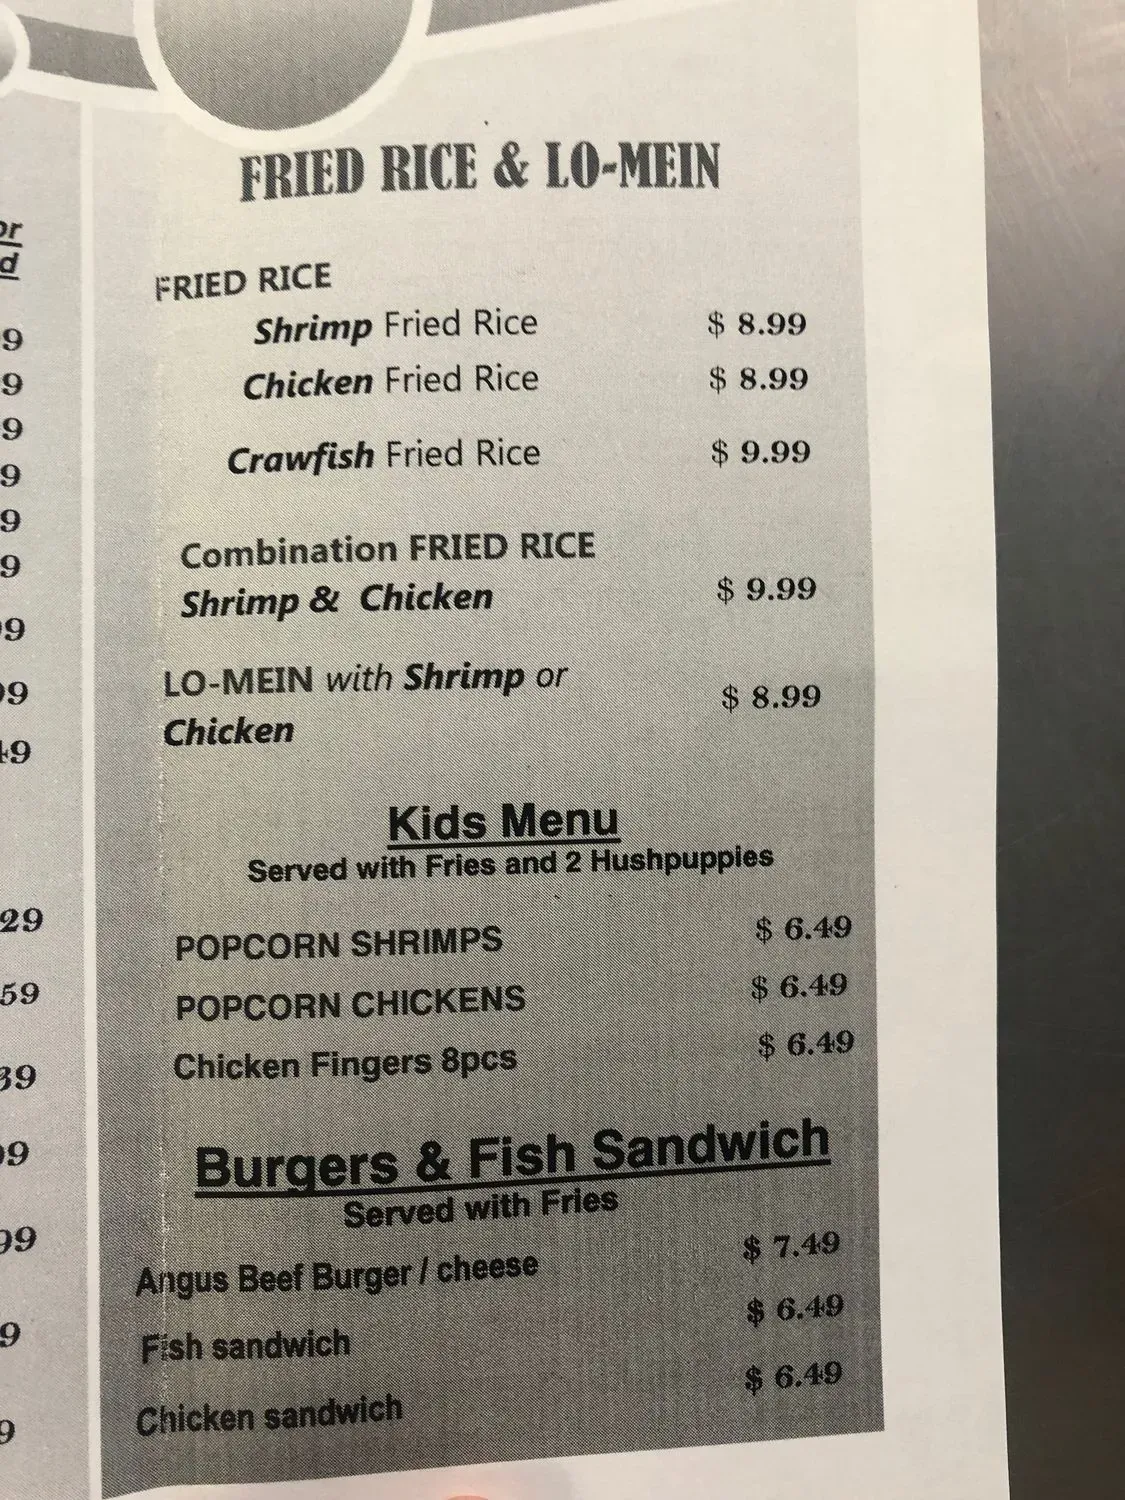 FRIED RICE & LO-MEIN
FRIED RICE
Shrimp Fried Rice $ 8.99
Chicken Fried Rice $ 8.99
Crawfish Fried Rice $ 9.99
Combination FRIED RICE
Shrimp & Chicken $ 9.99
LO-MEIN with Shrimp or
Chicken $ 8.99
Kids Menu
Served with Fries and 2 Hushpuppies
POPCORN SHRIMPS $ 6.49
POPCORN CHICKENS $ 6.49
Chicken Fingers 8pcs $ 6.49
Burgers & Fish Sandwich
Served with Fries
Angus Beef Burger / cheese $ 7.49
Fish sandwich $ 6.49
Chicken sandwich $ 6.49